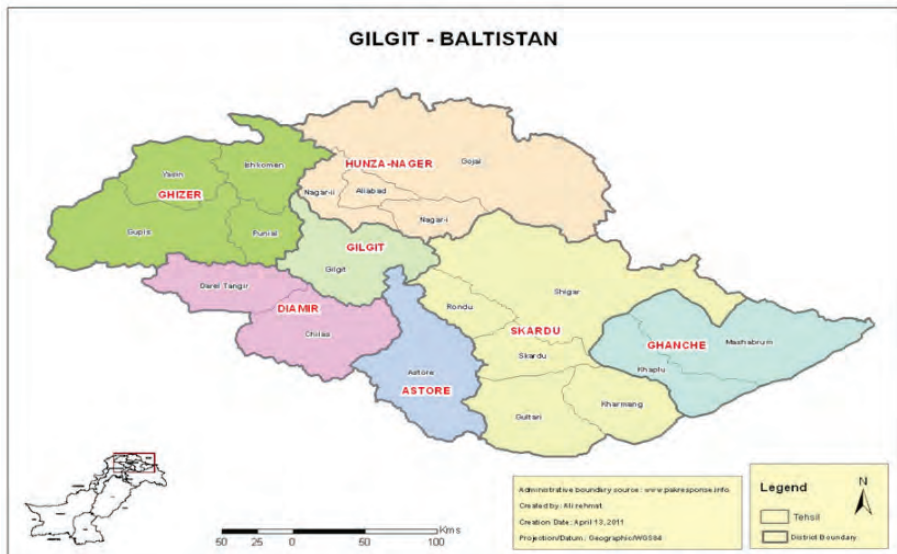 GILGIT - BALTISTAN
Ishkoman
Yasin
GHIZER
Gupis
Punial
HUNZA-NAGER
Gojal
Nagar-ii
Aliabad
Nagar-i
GILGIT
Gilgit
Darel Tangir
DIAMIR
Chilas
Shigar
Rondu
SKARDU
Skardu
GHANCHE
Mashabrum
Khaplu
Astore
ASTORE
Gultari
Kharmang
50 25 0 50 100
Kms
Administrative boundary source: www.pakresponse.info
Created by: Ali rehmat
Creation Date: April 13, 2011
Projection/Datum: Geographic/WGS84
Legend
Tehsil
District Boundary
N